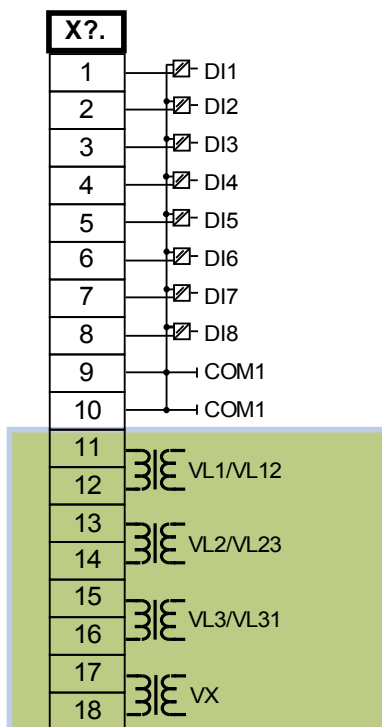 X?.
1 DI1
2 DI2
3 DI3
4 DI4
5 DI5
6 DI6
7 DI7
8 DI8
9 COM1
10 COM1
11
VL1/VL12
12
13
VL2/VL23
14
15
VL3/VL31
16
17
VX
18